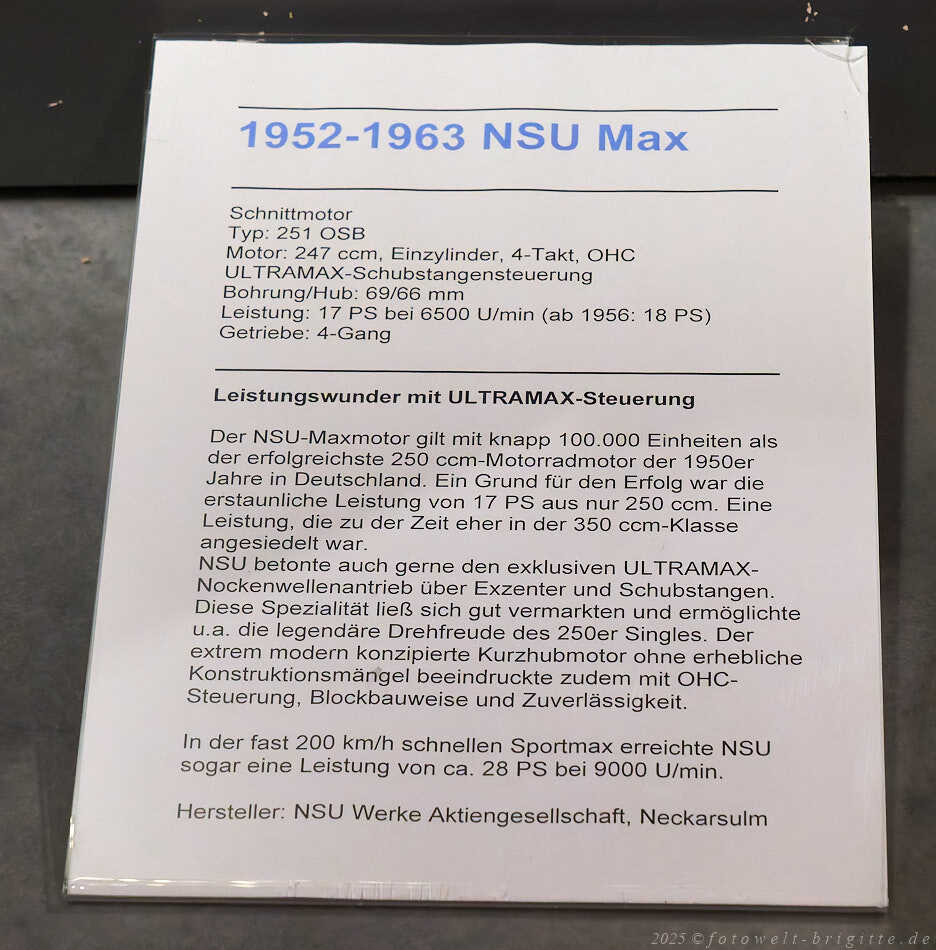 1952-1963 NSU Max
Schnittmotor
Typ: 251 OSB
Motor: 247 ccm, Einzylinder, 4-Takt, OHC
ULTRAMAX-Schubstangensteuerung
Bohrung/Hub: 69/66 mm
Leistung: 17 PS bei 6500 U/min (ab 1956: 18 PS)
Getriebe: 4-Gang
Leistungswunder mit ULTRAMAX-Steuerung
Der NSU-Maxmotor gilt mit knapp 100.000 Einheiten als
der erfolgreichste 250 ccm-Motorradmotor der 1950er
Jahre in Deutschland. Ein Grund für den Erfolg war die
erstaunliche Leistung von 17 PS aus nur 250 ccm. Eine
Leistung, die zu der Zeit eher in der 350 ccm-Klasse
angesiedelt war.
NSU betonte auch gerne den exklusiven ULTRAMAX-
Nockenwellenantrieb über Exzenter und Schubstangen.
Diese Spezialität ließ sich gut vermarkten und ermöglichte
u.a. die legendäre Drehfreude des 250er Singles. Der
extrem modern konzipierte Kurzhubmotor ohne erhebliche
Konstruktionsmängel beeindruckte zudem mit OHC-
Steuerung, Blockbauweise und Zuverlässigkeit.
In der fast 200 km/h schnellen Sportmax erreichte NSU
sogar eine Leistung von ca. 28 PS bei 9000 U/min.
Hersteller: NSU Werke Aktiengesellschaft, Neckarsulm
2025 © fotowelt-brigitte.de